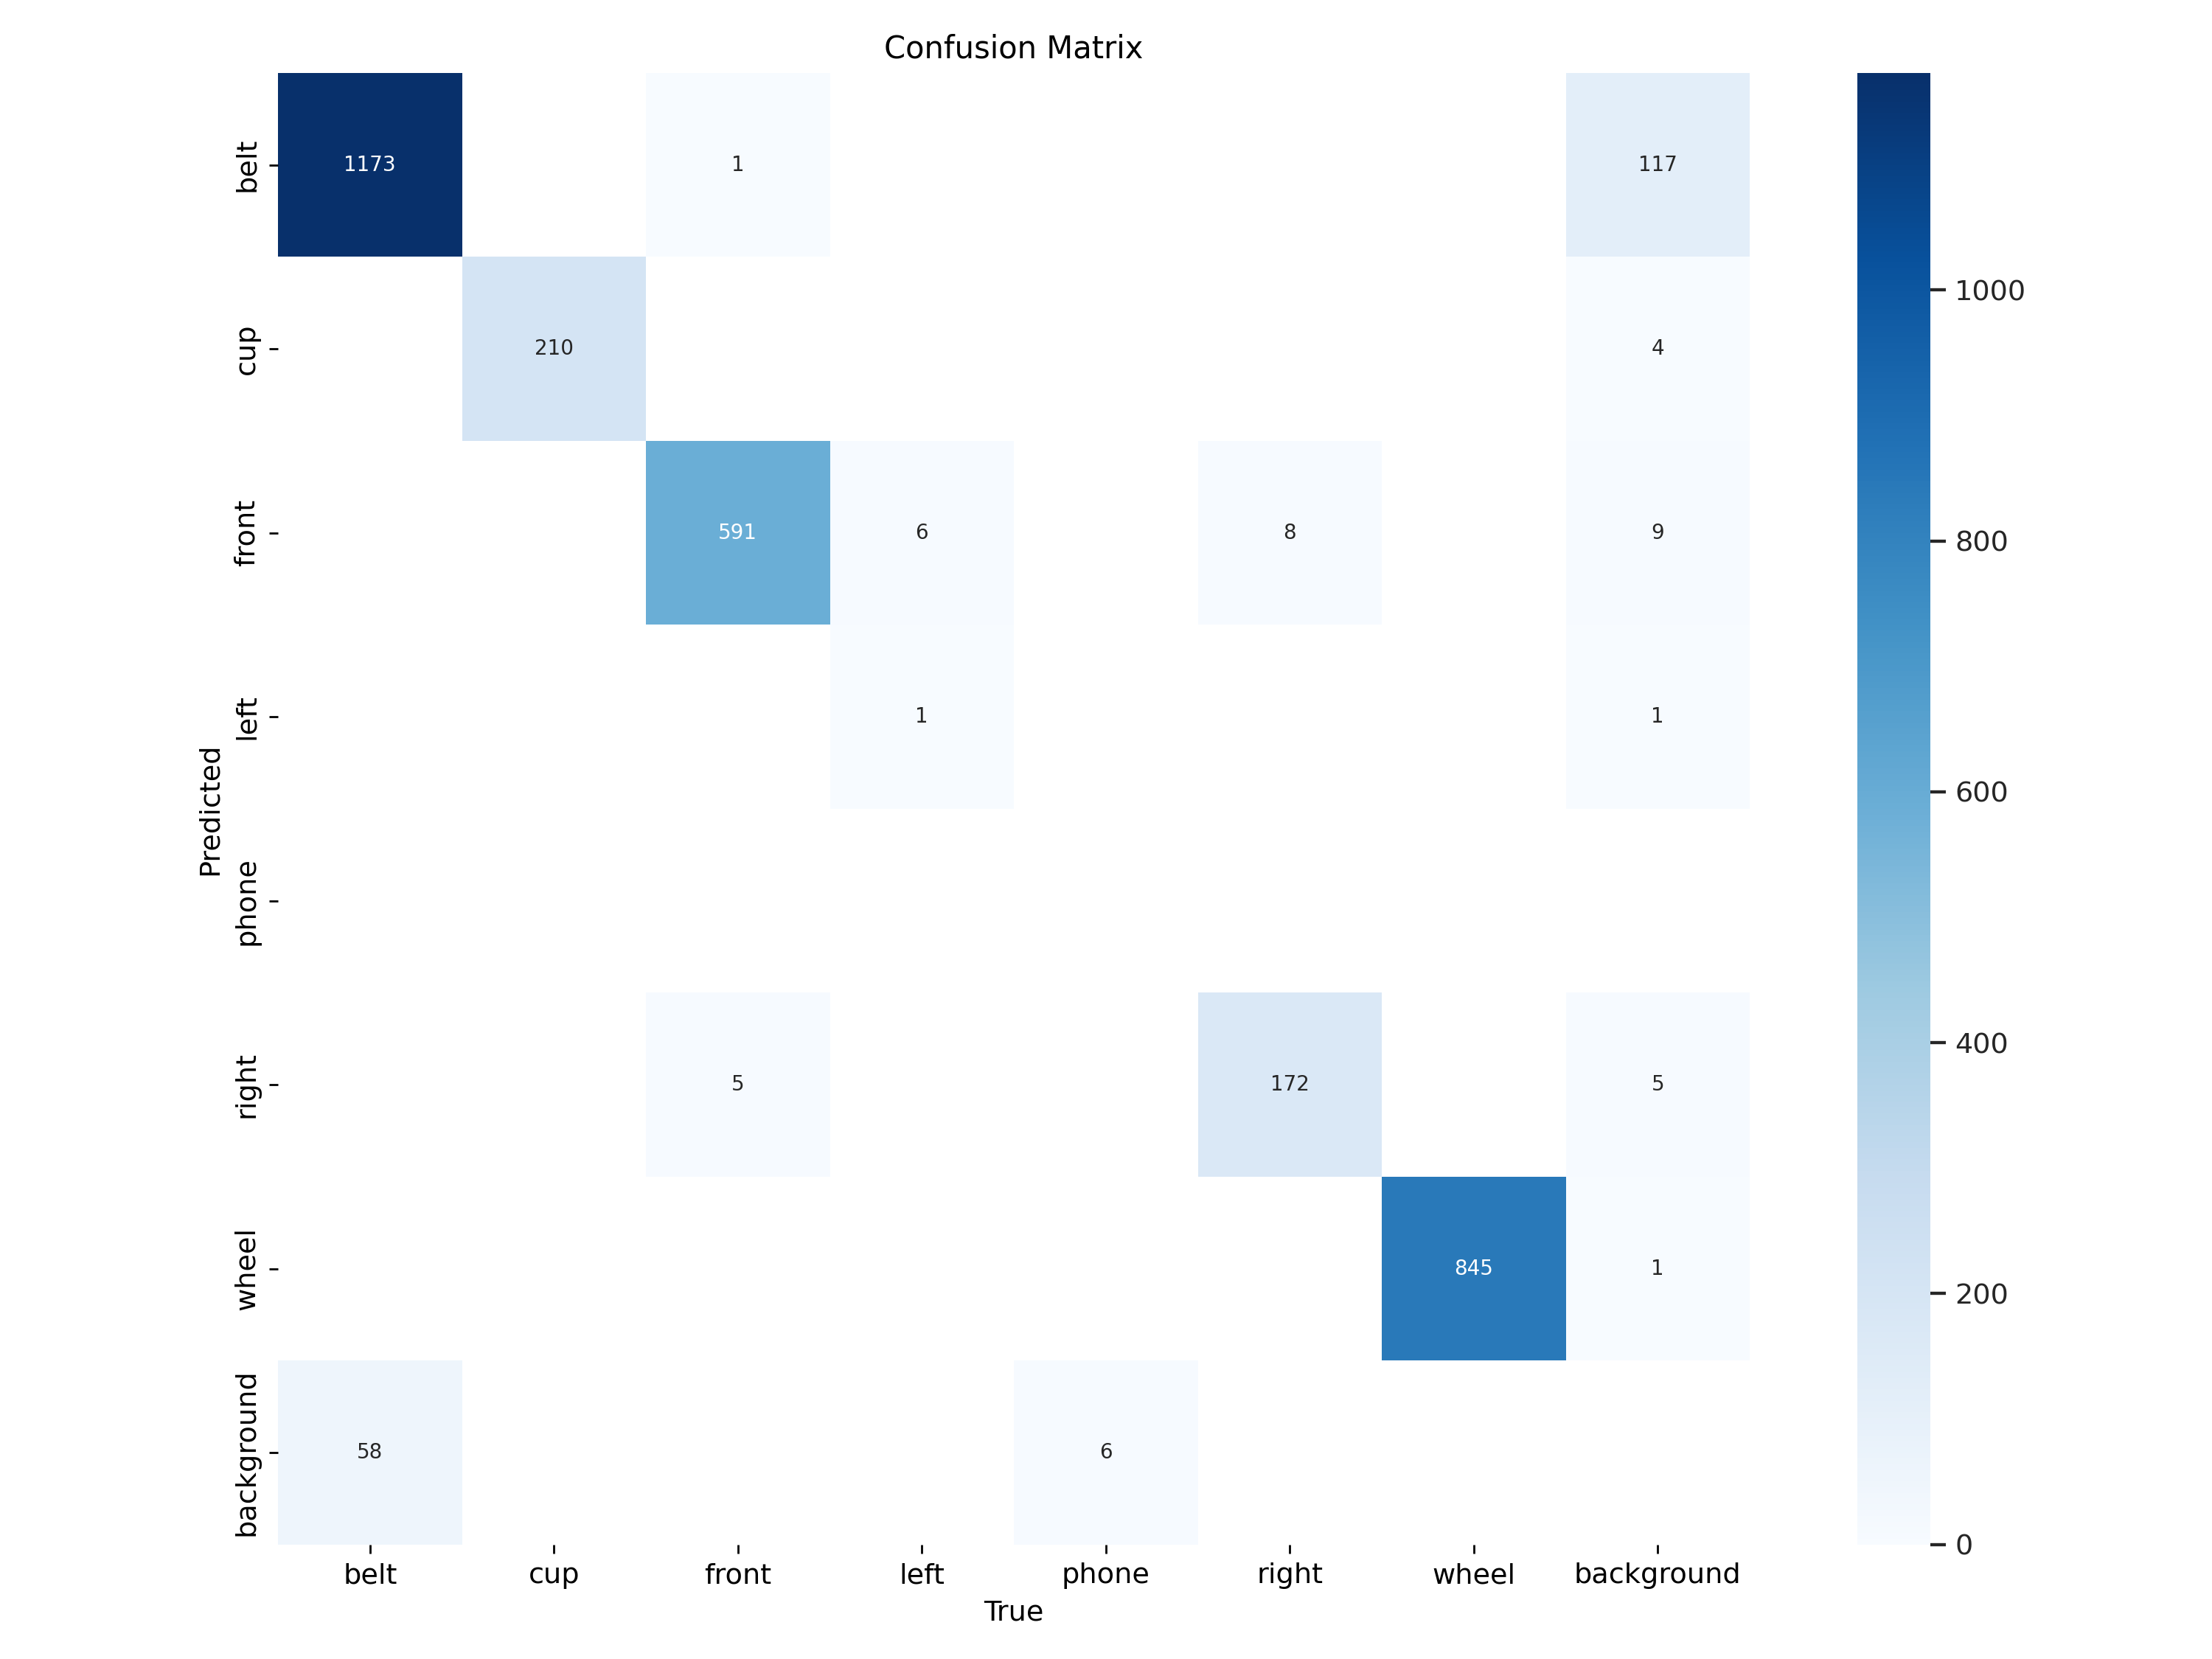 Confusion Matrix
belt 1173 1 117
cup 210 4
front 591 6 8 9
left 1 1
phone
right 5 172 5
wheel 845 1
background 58 6
belt cup front left phone right wheel background
Predicted
True
1000
800
600
400
200
0